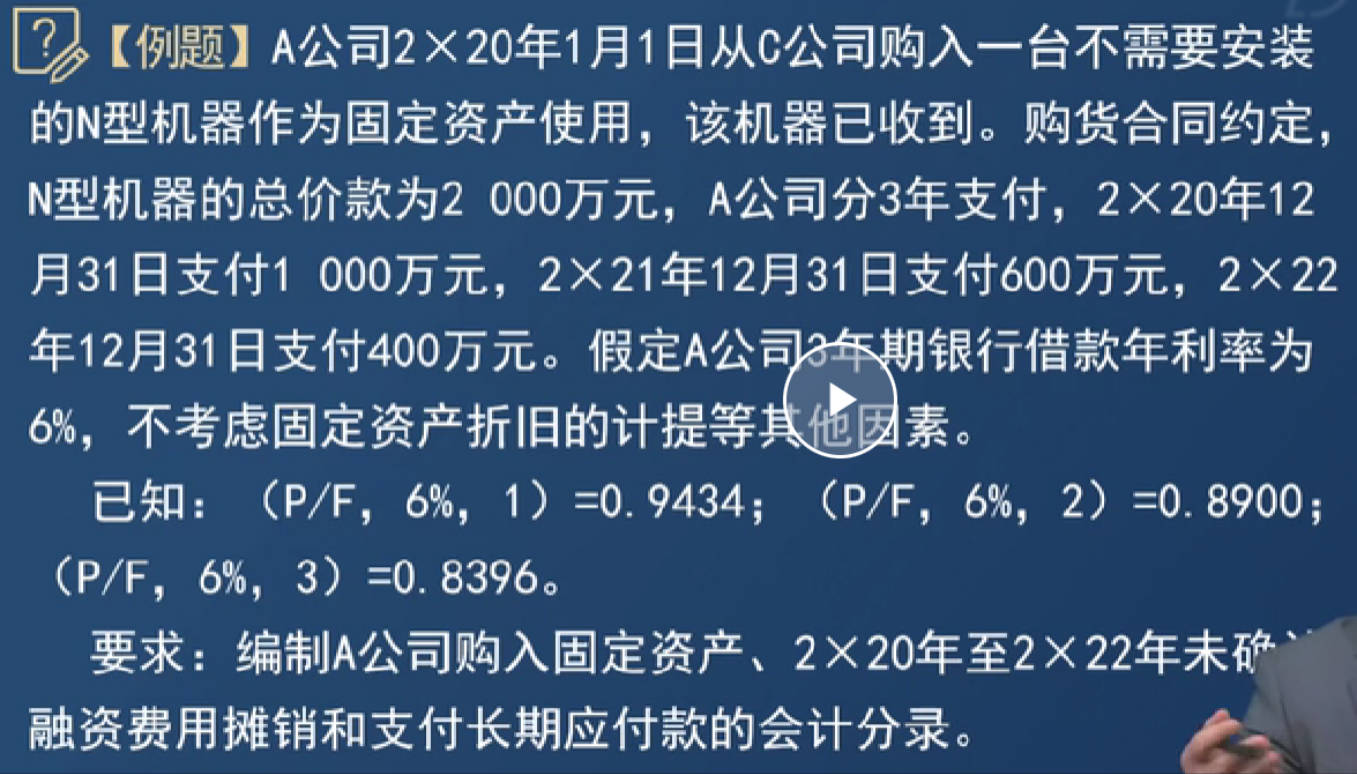 【例题】A公司2×20年1月1日从C公司购入一台不需要安装
的N型机器作为固定资产使用，该机器已收到。购货合同约定，
N型机器的总价款为2 000万元，A公司分3年支付，2×20年12
月31日支付1 000万元，2×21年12月31日支付600万元，2×22
年12月31日支付400万元。假定A公司3年期银行借款年利率为
6%，不考虑固定资产折旧的计提等其他因素。
已知：（P/F，6%，1）=0.9434；（P/F，6%，2）=0.8900；
（P/F，6%，3）=0.8396。
要求：编制A公司购入固定资产、2×20年至2×22年未确
融资费用摊销和支付长期应付款的会计分录。